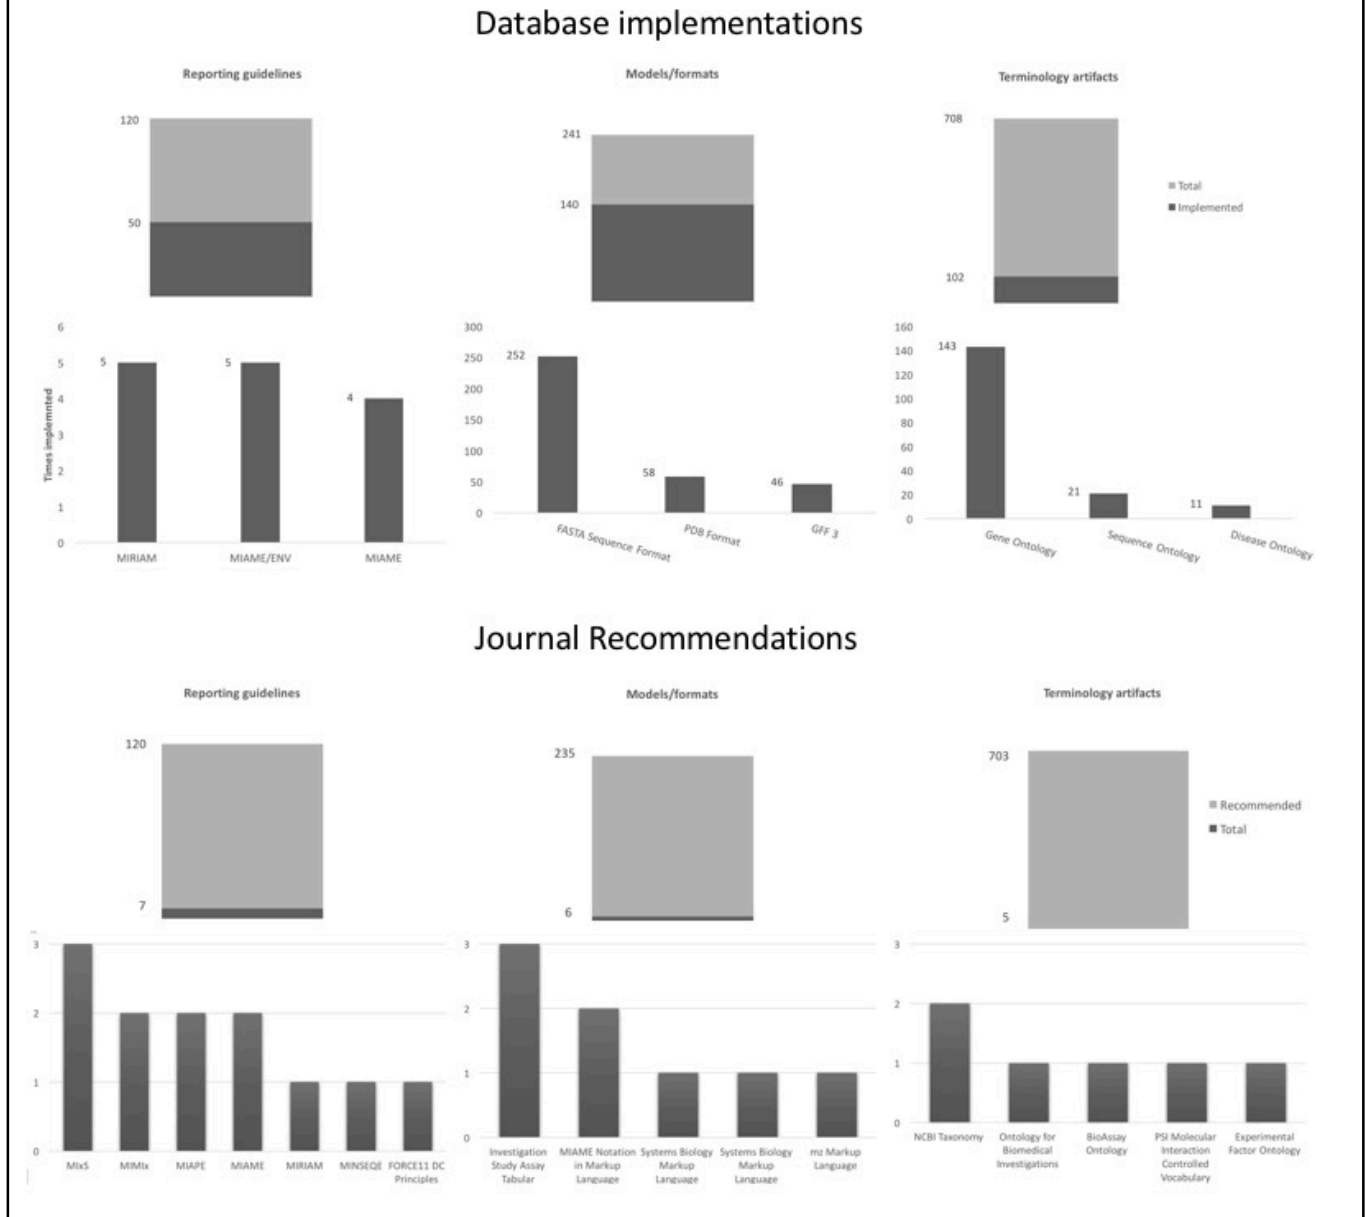 Database implementations
Reporting guidelines
120
50
6
5
4
3
2
1
0
Times implemnted
5
5
4
MIRIAM
MIAME/ENV
MIAME
Models/formats
241
140
300
250
200
150
100
50
0
252
58
46
FASTA Sequence Format
PDB Format
GFF 3
Terminology artifacts
708
102
Total
Implemented
160
140
120
100
80
60
40
20
0
143
21
11
Gene Ontology
Sequence Ontology
Disease Ontology
Journal Recommendations
Reporting guidelines
120
7
3
2
1
0
MIxS
MIMIx
MIAPE
MIAME
MIRIAM
MINSEQE
FORCE11 DC
Principles
Models/formats
235
6
3
2
1
0
Investigation
Study Assay
Tabular
MIAME Notation
in Markup
Language
Systems Biology
Markup
Language
Systems Biology
Markup
Language
mz Markup
Language
Terminology artifacts
703
5
Recommended
Total
3
2
1
0
NCBI Taxonomy
Ontology for
Biomedical
Investigations
BioAssay
Ontology
PSI Molecular
Interaction
Controlled
Vocabulary
Experimental
Factor Ontology